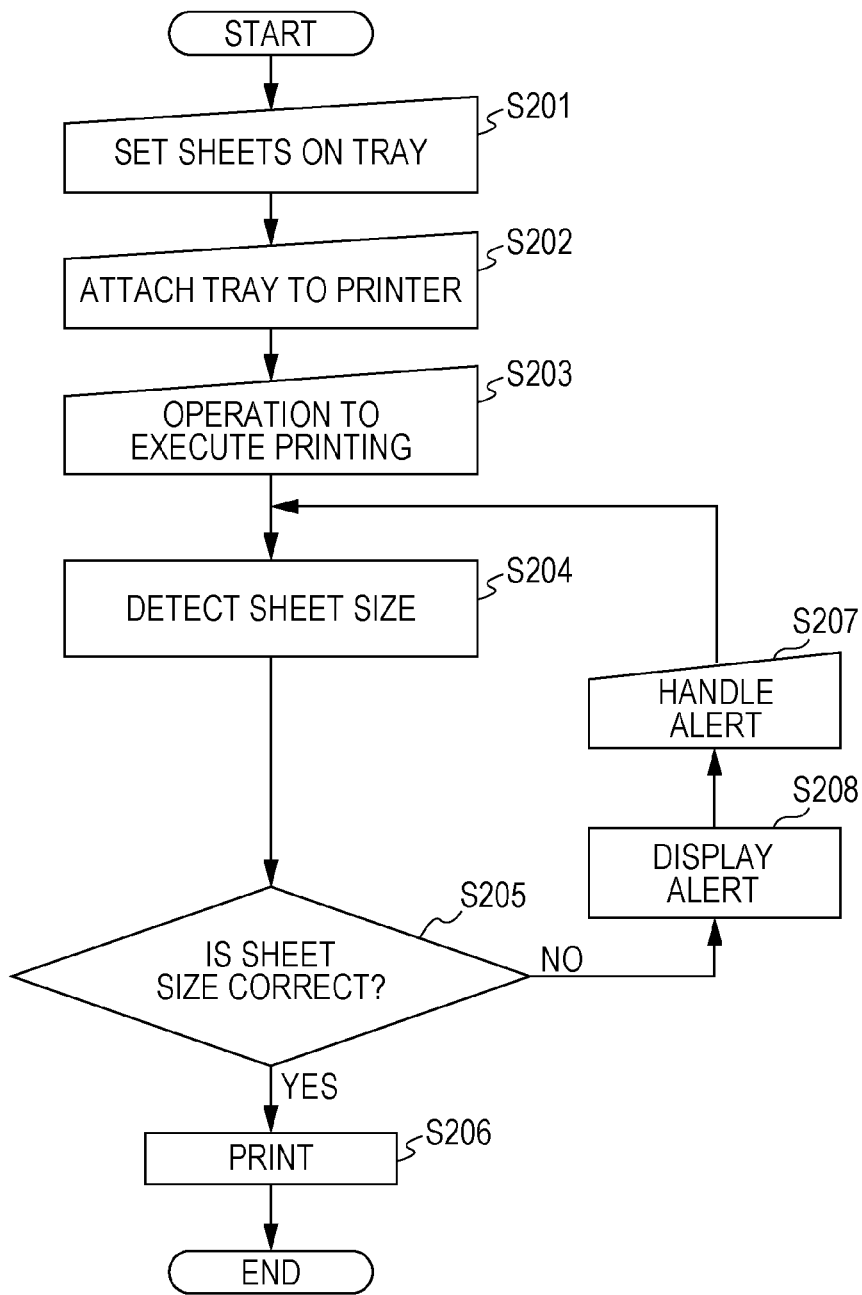 START
S201
SET SHEETS ON TRAY
S202
ATTACH TRAY TO PRINTER
S203
OPERATION TO
EXECUTE PRINTING
S204
DETECT SHEET SIZE
S207
HANDLE
ALERT
S208
DISPLAY
ALERT
S205
IS SHEET
SIZE CORRECT?
NO
YES
S206
PRINT
END